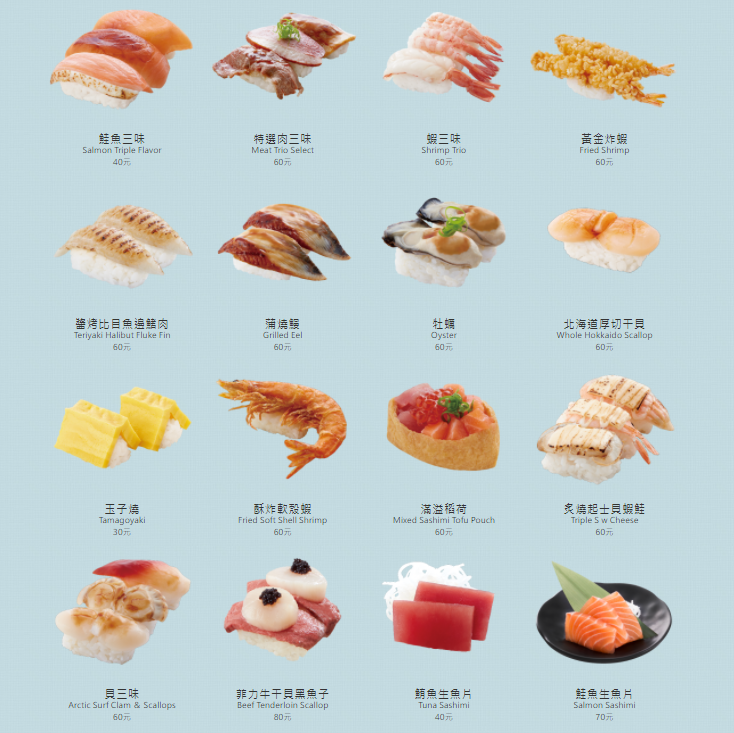 鮭魚三味
Salmon Triple Flavor
40元
特選肉三味
Meat Trio Select
60元
蝦三味
Shrimp Trio
60元
黃金炸蝦
Fried Shrimp
60元
醬烤比目魚邊鰭肉
Teriyaki Halibut Fluke Fin
60元
蒲燒鰻
Grilled Eel
60元
牡蠣
Oyster
60元
北海道厚切干貝
Whole Hokkaido Scallop
60元
玉子燒
Tamagoyaki
30元
酥炸軟殼蝦
Fried Soft Shell Shrimp
60元
滿溢稻荷
Mixed Sashimi Tofu Pouch
60元
炙燒起士貝蝦鮭
Triple S w Cheese
60元
貝三味
Arctic Surf Clam & Scallops
60元
菲力牛干貝黑魚子
Beef Tenderloin Scallop
80元
鮪魚生魚片
Tuna Sashimi
40元
鮭魚生魚片
Salmon Sashimi
70元